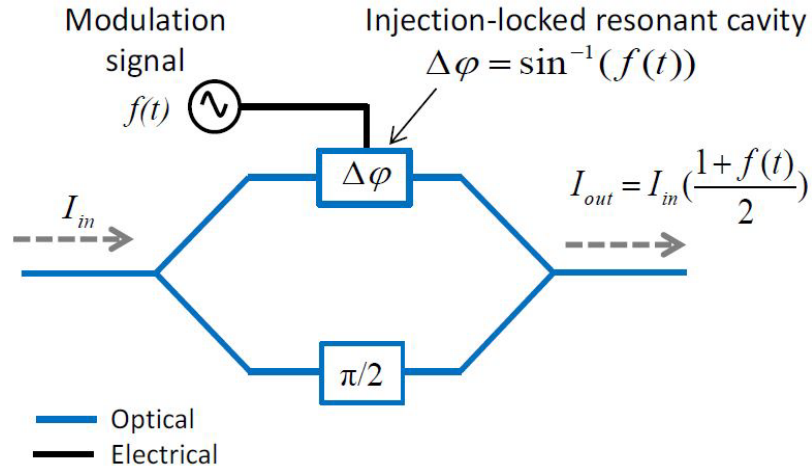 Modulation
signal
f(t)
Injection-locked resonant cavity
Δφ = sin⁻¹(f(t))
Δφ
I_in
I_out = I_in((1+f(t))/2)
π/2
Optical
Electrical